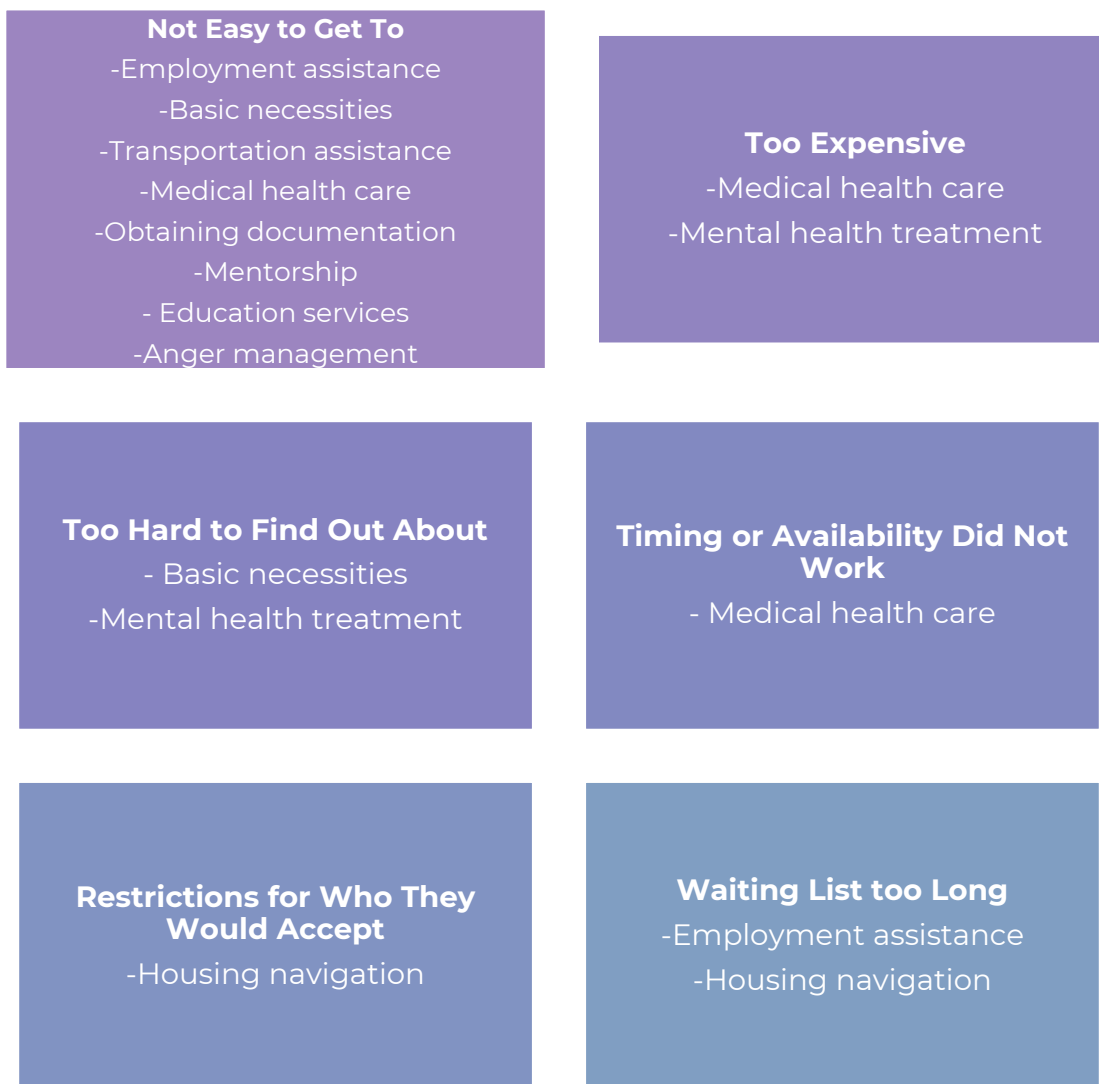 Not Easy to Get To
-Employment assistance
-Basic necessities
-Transportation assistance
-Medical health care
-Obtaining documentation
-Mentorship
- Education services
-Anger management
Too Expensive
-Medical health care
-Mental health treatment
Too Hard to Find Out About
- Basic necessities
-Mental health treatment
Timing or Availability Did Not
Work
- Medical health care
Restrictions for Who They
Would Accept
-Housing navigation
Waiting List too Long
-Employment assistance
-Housing navigation